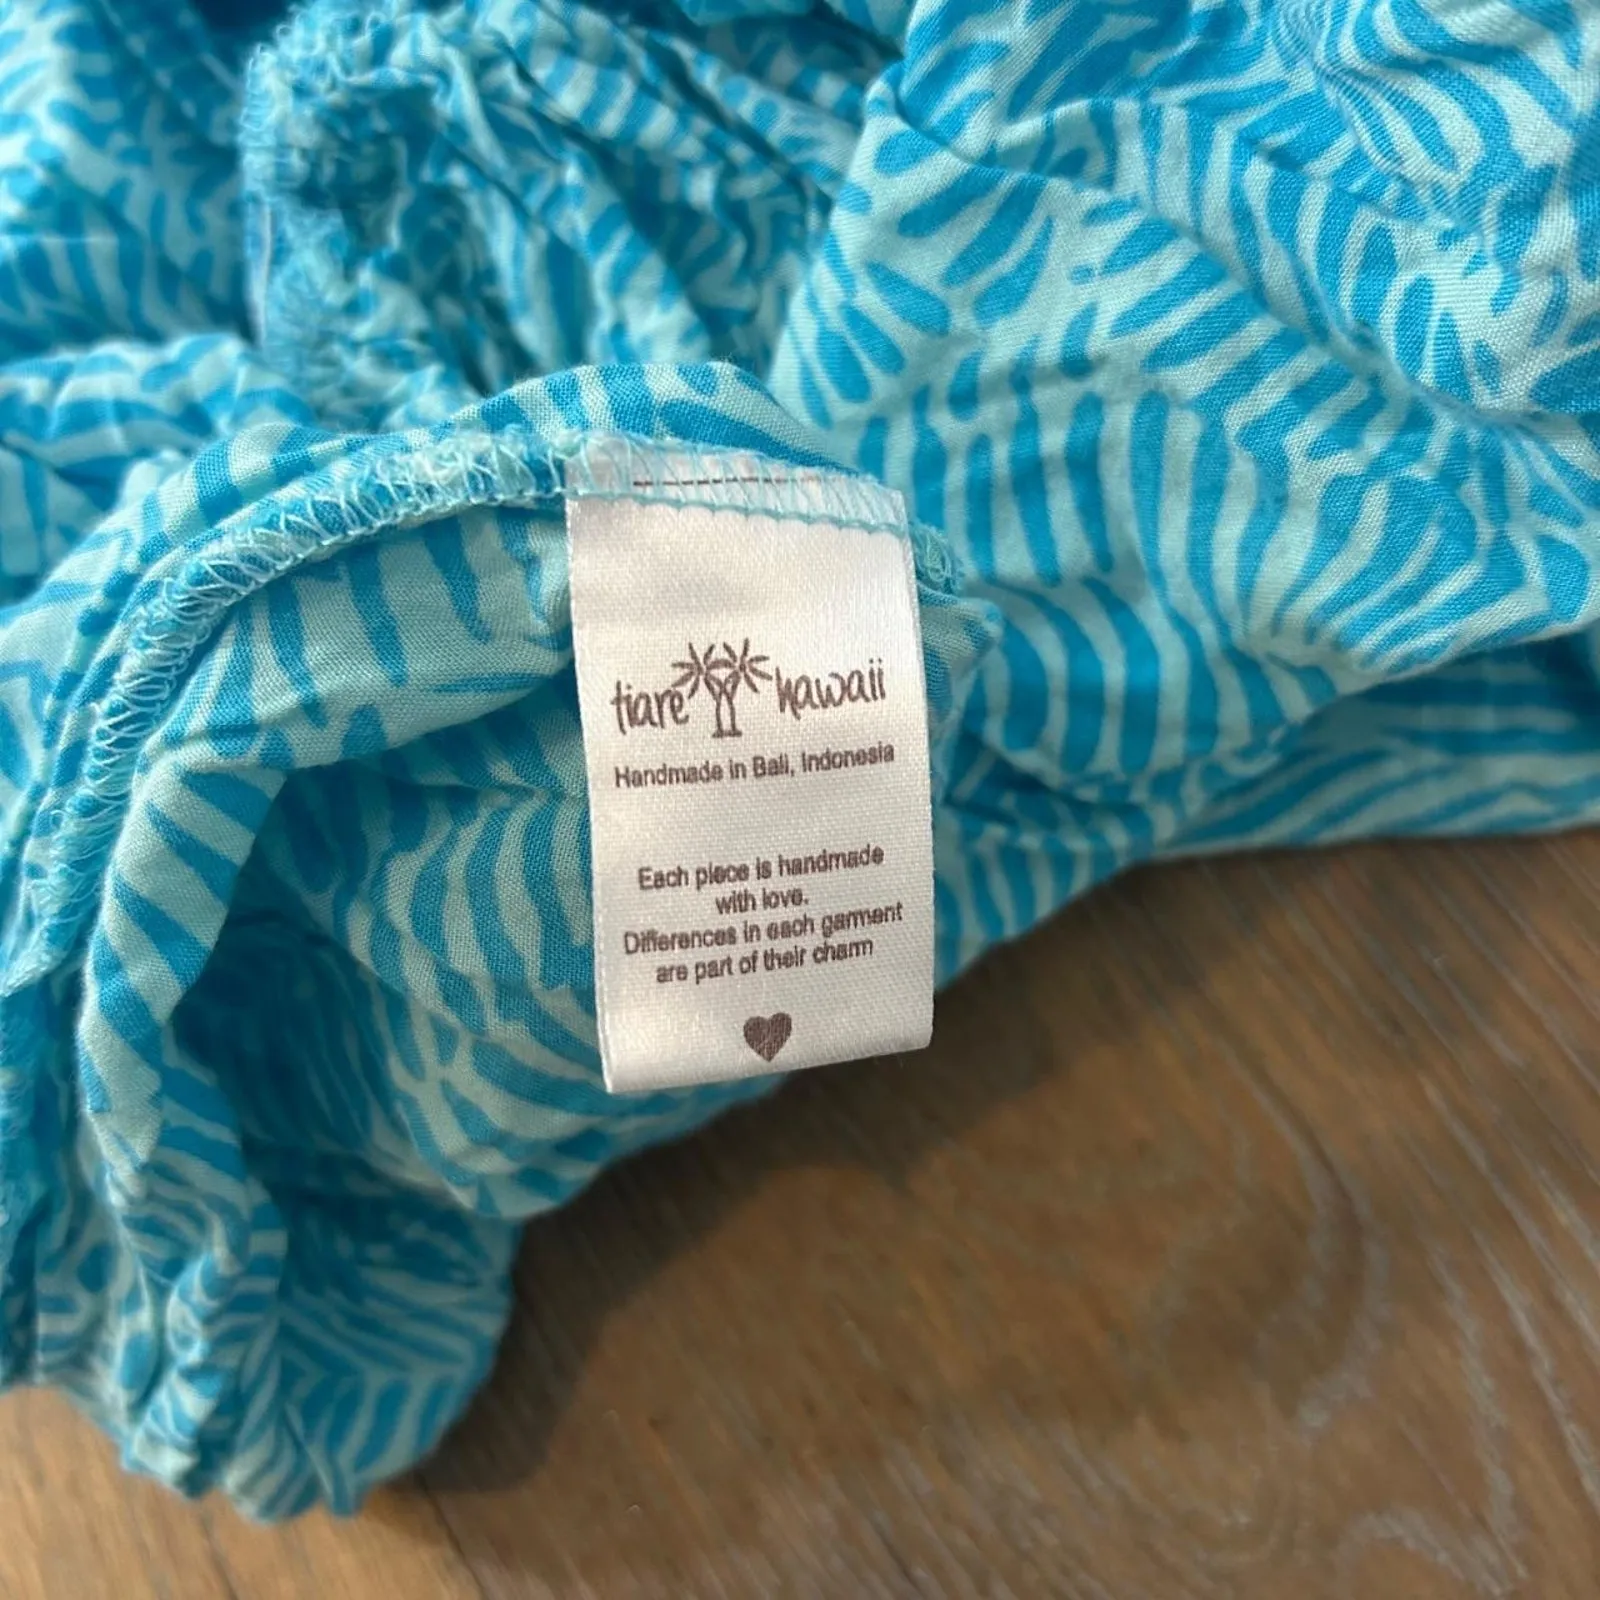 tiare hawaii
Handmade in Bali, Indonesia
Each piece is handmade
with love.
Differences in each garment
are part of their charm